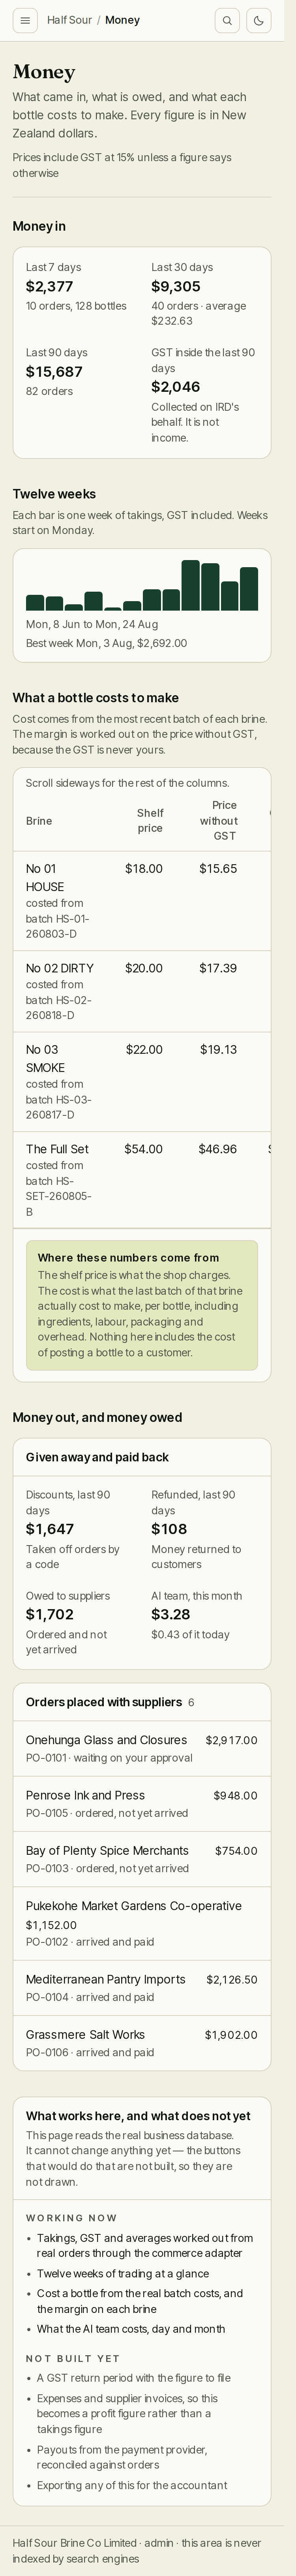 Half Sour / Money
Money
What came in, what is owed, and what each
bottle costs to make. Every figure is in New
Zealand dollars.
Prices include GST at 15% unless a figure says
otherwise
Money in
Last 7 days
$2,377
10 orders, 128 bottles
Last 30 days
$9,305
40 orders · average
$232.63
Last 90 days
$15,687
82 orders
GST inside the last 90
days
$2,046
Collected on IRD's
behalf. It is not
income.
Twelve weeks
Each bar is one week of takings, GST included. Weeks
start on Monday.
Mon, 8 Jun to Mon, 24 Aug
Best week Mon, 3 Aug, $2,692.00
What a bottle costs to make
Cost comes from the most recent batch of each brine.
The margin is worked out on the price without GST,
because the GST is never yours.
Scroll sideways for the rest of the columns.
Brine
Shelf
price
Price
without
GST
No 01
HOUSE
costed from
batch HS-01-
260803-D
$18.00
$15.65
No 02 DIRTY
costed from
batch HS-02-
260818-D
$20.00
$17.39
No 03
SMOKE
costed from
batch HS-03-
260817-D
$22.00
$19.13
The Full Set
costed from
batch HS-
SET-260805-
B
$54.00
$46.96
Where these numbers come from
The shelf price is what the shop charges.
The cost is what the last batch of that brine
actually cost to make, per bottle, including
ingredients, labour, packaging and
overhead. Nothing here includes the cost
of posting a bottle to a customer.
Money out, and money owed
Given away and paid back
Discounts, last 90
days
$1,647
Taken off orders by
a code
Refunded, last 90
days
$108
Money returned to
customers
Owed to suppliers
$1,702
Ordered and not
yet arrived
AI team, this month
$3.28
$0.43 of it today
Orders placed with suppliers 6
Onehunga Glass and Closures $2,917.00
PO-0101 · waiting on your approval
Penrose Ink and Press $948.00
PO-0105 · ordered, not yet arrived
Bay of Plenty Spice Merchants $754.00
PO-0103 · ordered, not yet arrived
Pukekohe Market Gardens Co-operative
$1,152.00
PO-0102 · arrived and paid
Mediterranean Pantry Imports $2,126.50
PO-0104 · arrived and paid
Grassmere Salt Works $1,902.00
PO-0106 · arrived and paid
What works here, and what does not yet
This page reads the real business database.
It cannot change anything yet — the buttons
that would do that are not built, so they are
not drawn.
WORKING NOW
• Takings, GST and averages worked out from
real orders through the commerce adapter
• Twelve weeks of trading at a glance
• Cost a bottle from the real batch costs, and
the margin on each brine
• What the AI team costs, day and month
NOT BUILT YET
• A GST return period with the figure to file
• Expenses and supplier invoices, so this
becomes a profit figure rather than a
takings figure
• Payouts from the payment provider,
reconciled against orders
• Exporting any of this for the accountant
Half Sour Brine Co Limited · admin · this area is never
indexed by search engines